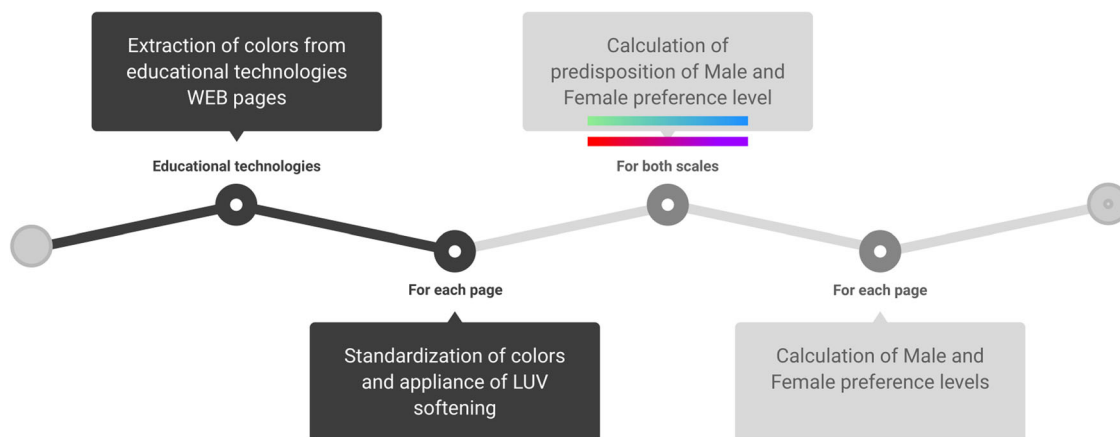 Extraction of colors from
educational technologies
WEB pages
Educational technologies
For each page
Standardization of colors
and appliance of LUV
softening
Calculation of
predisposition of Male and
Female preference level
For both scales
For each page
Calculation of Male and
Female preference levels